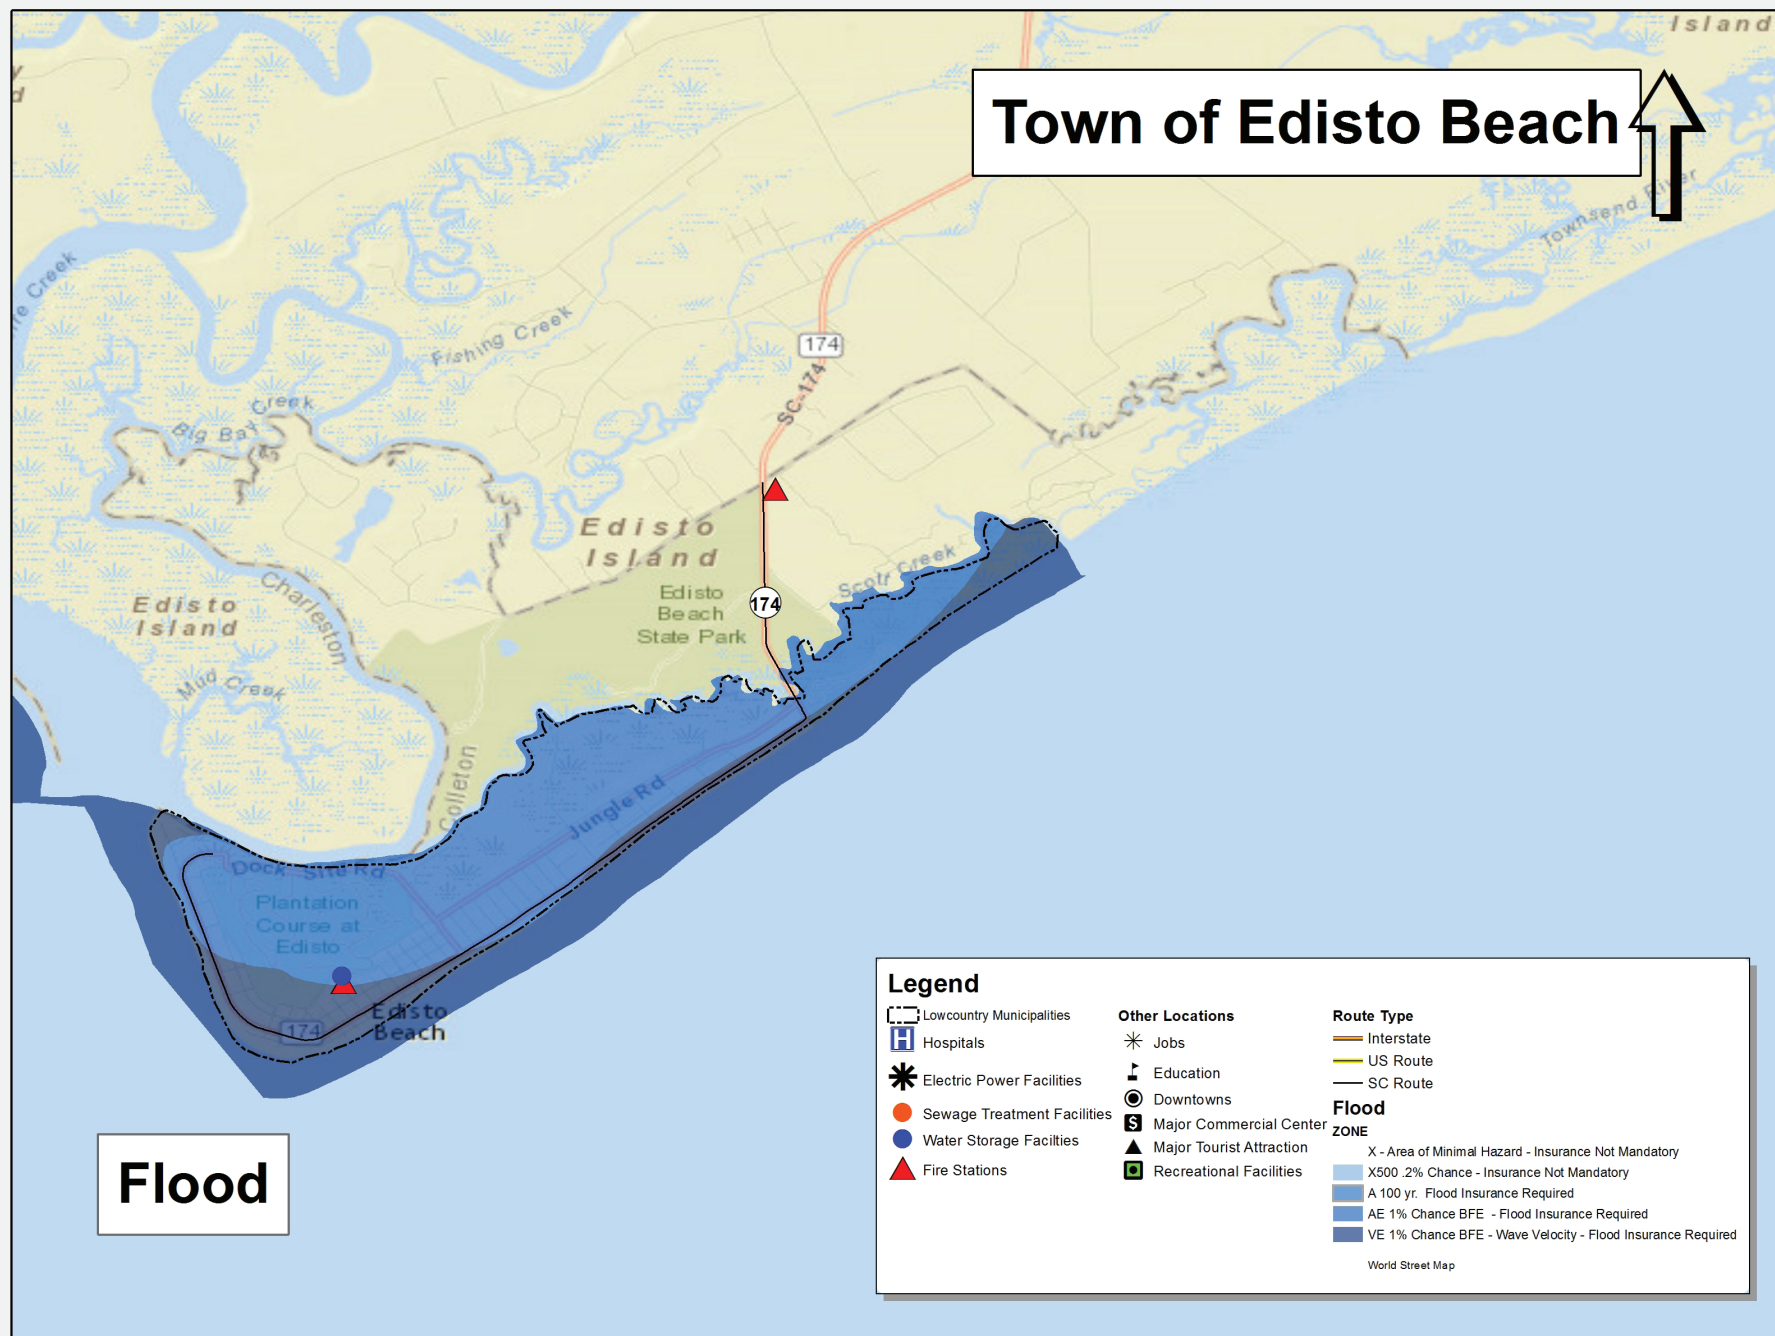 Island
Town of Edisto Beach
Townsend River
Fishing Creek
174
SC-174
Creek
Big Bay
Edisto
Island
Charleston
Scott Creek
Edisto
Beach
State Park
174
Edisto
Island
Mud Creek
Colleton
Jungle Rd
Dock Site Rd
Plantation
Course at
Edisto
Edisto
Beach
174
Flood
Legend
Lowcountry Municipalities
Hospitals
Electric Power Facilities
Sewage Treatment Facilities
Water Storage Facilties
Fire Stations
Other Locations
Jobs
Education
Downtowns
Major Commercial Center
Major Tourist Attraction
Recreational Facilities
Route Type
Interstate
US Route
SC Route
Flood
ZONE
X - Area of Minimal Hazard - Insurance Not Mandatory
X500 .2% Chance - Insurance Not Mandatory
A 100 yr. Flood Insurance Required
AE 1% Chance BFE - Flood Insurance Required
VE 1% Chance BFE - Wave Velocity - Flood Insurance Required
World Street Map